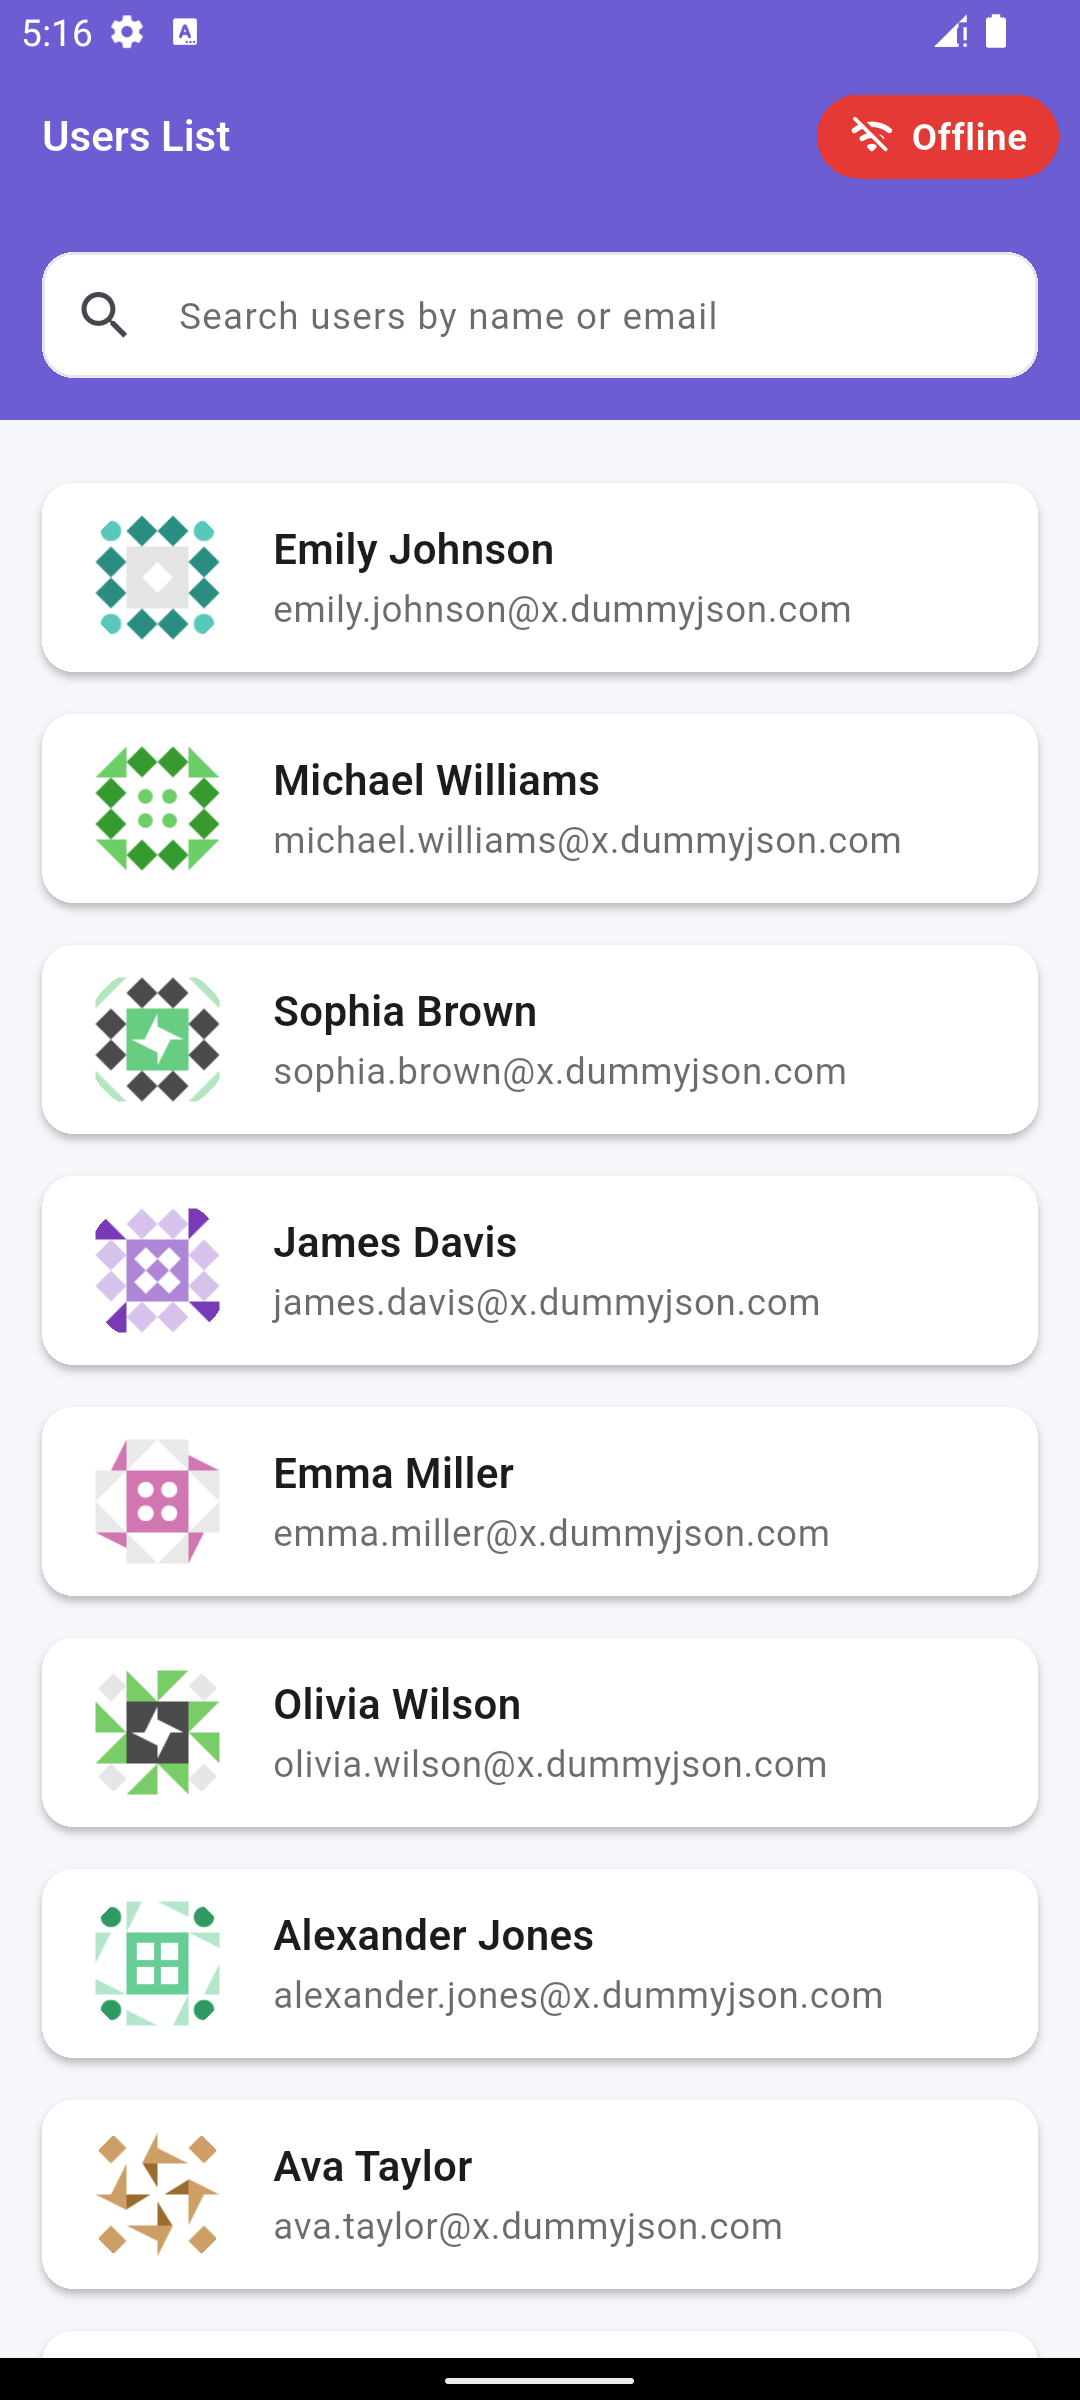 5:16
Users List
Offline
Search users by name or email
Emily Johnson
emily.johnson@x.dummyjson.com
Michael Williams
michael.williams@x.dummyjson.com
Sophia Brown
sophia.brown@x.dummyjson.com
James Davis
james.davis@x.dummyjson.com
Emma Miller
emma.miller@x.dummyjson.com
Olivia Wilson
olivia.wilson@x.dummyjson.com
Alexander Jones
alexander.jones@x.dummyjson.com
Ava Taylor
ava.taylor@x.dummyjson.com